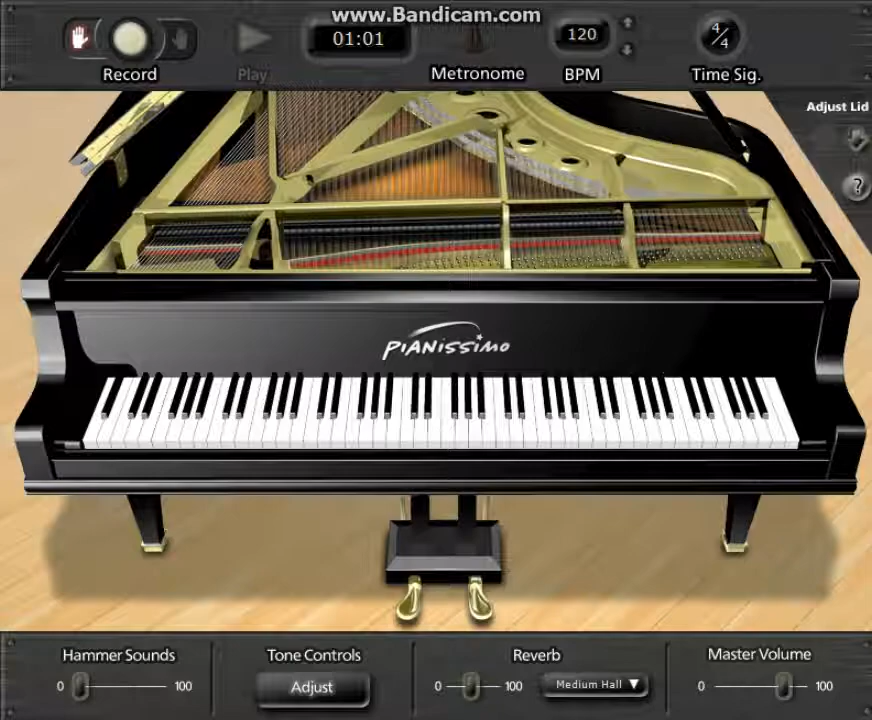 www.Bandicam.com
01:01
120
4/4
Record
Play
Metronome
BPM
Time Sig.
Adjust Lid
?
PIANISSIMO
Hammer Sounds
Tone Controls
Reverb
Master Volume
0
100
Adjust
0
100
Medium Hall ▼
0
100